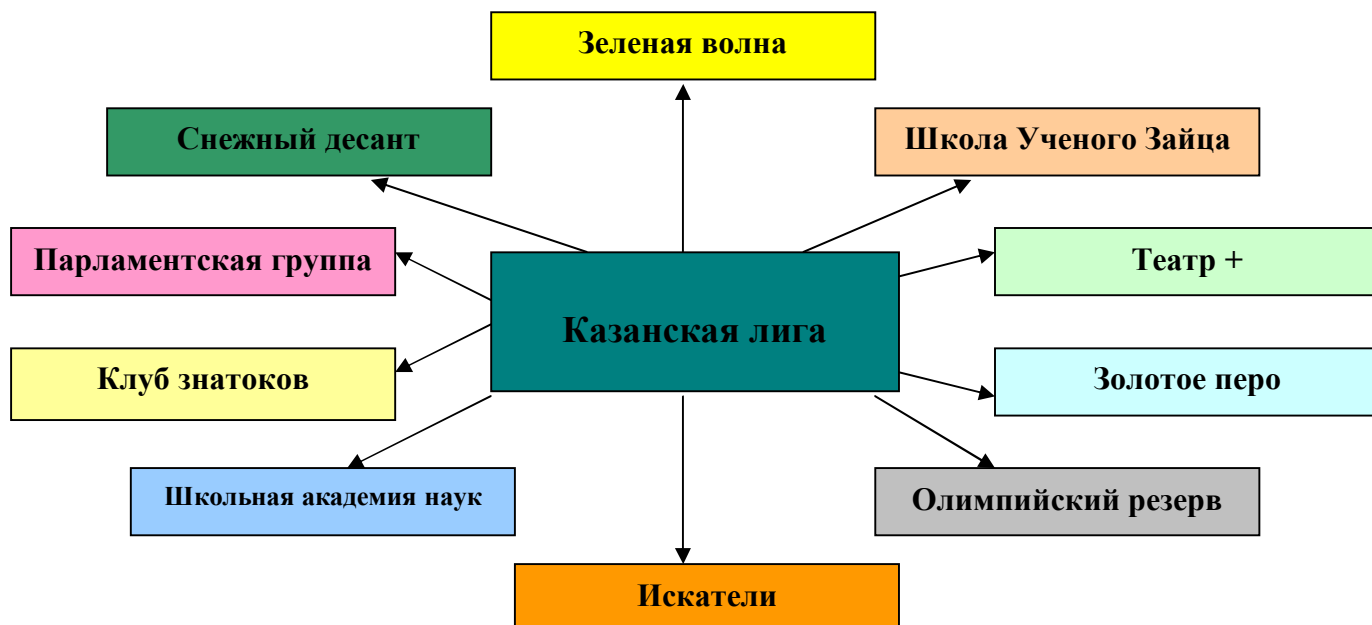 Зеленая волна
Снежный десант
Школа Ученого Зайца
Парламентская группа
Театр +
Казанская лига
Клуб знатоков
Золотое перо
Школьная академия наук
Олимпийский резерв
Искатели